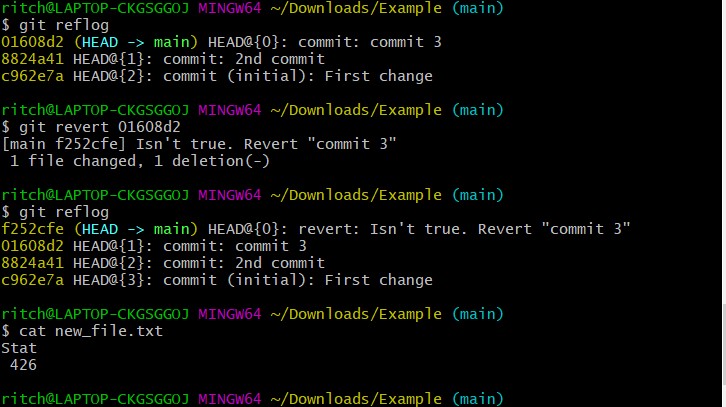 ritch@LAPTOP-CKGSGGOJ MINGW64 ~/Downloads/Example (main)
$ git reflog
01608d2 (HEAD -> main) HEAD@{0}: commit: commit 3
8824a41 HEAD@{1}: commit: 2nd commit
c962e7a HEAD@{2}: commit (initial): First change
ritch@LAPTOP-CKGSGGOJ MINGW64 ~/Downloads/Example (main)
$ git revert 01608d2
[main f252cfe] Isn't true. Revert "commit 3"
 1 file changed, 1 deletion(-)
ritch@LAPTOP-CKGSGGOJ MINGW64 ~/Downloads/Example (main)
$ git reflog
f252cfe (HEAD -> main) HEAD@{0}: revert: Isn't true. Revert "commit 3"
01608d2 HEAD@{1}: commit: commit 3
8824a41 HEAD@{2}: commit: 2nd commit
c962e7a HEAD@{3}: commit (initial): First change
ritch@LAPTOP-CKGSGGOJ MINGW64 ~/Downloads/Example (main)
$ cat new_file.txt
Stat
 426
ritch@LAPTOP-CKGSGGOJ MINGW64 ~/Downloads/Example (main)